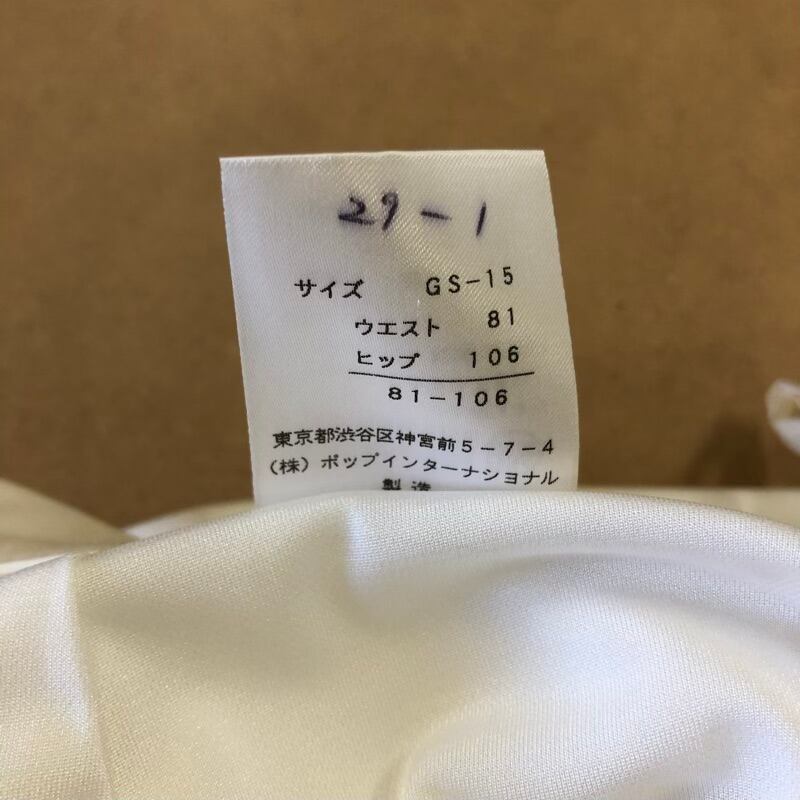 29-1
サイズ GS-15
ウエスト 81
ヒップ 106
81-106
東京都渋谷区神宮前5-7-4
(株)ポップインターナショナル
製造